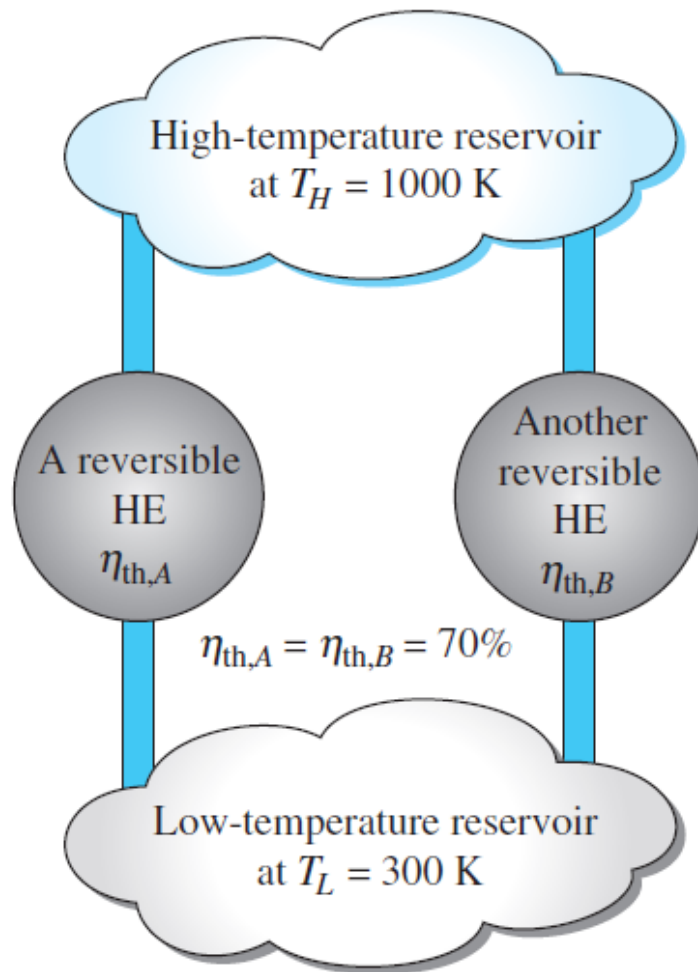 High-temperature reservoir
at T_H = 1000 K
A reversible
HE
η_th,A
Another
reversible
HE
η_th,B
η_th,A = η_th,B = 70%
Low-temperature reservoir
at T_L = 300 K